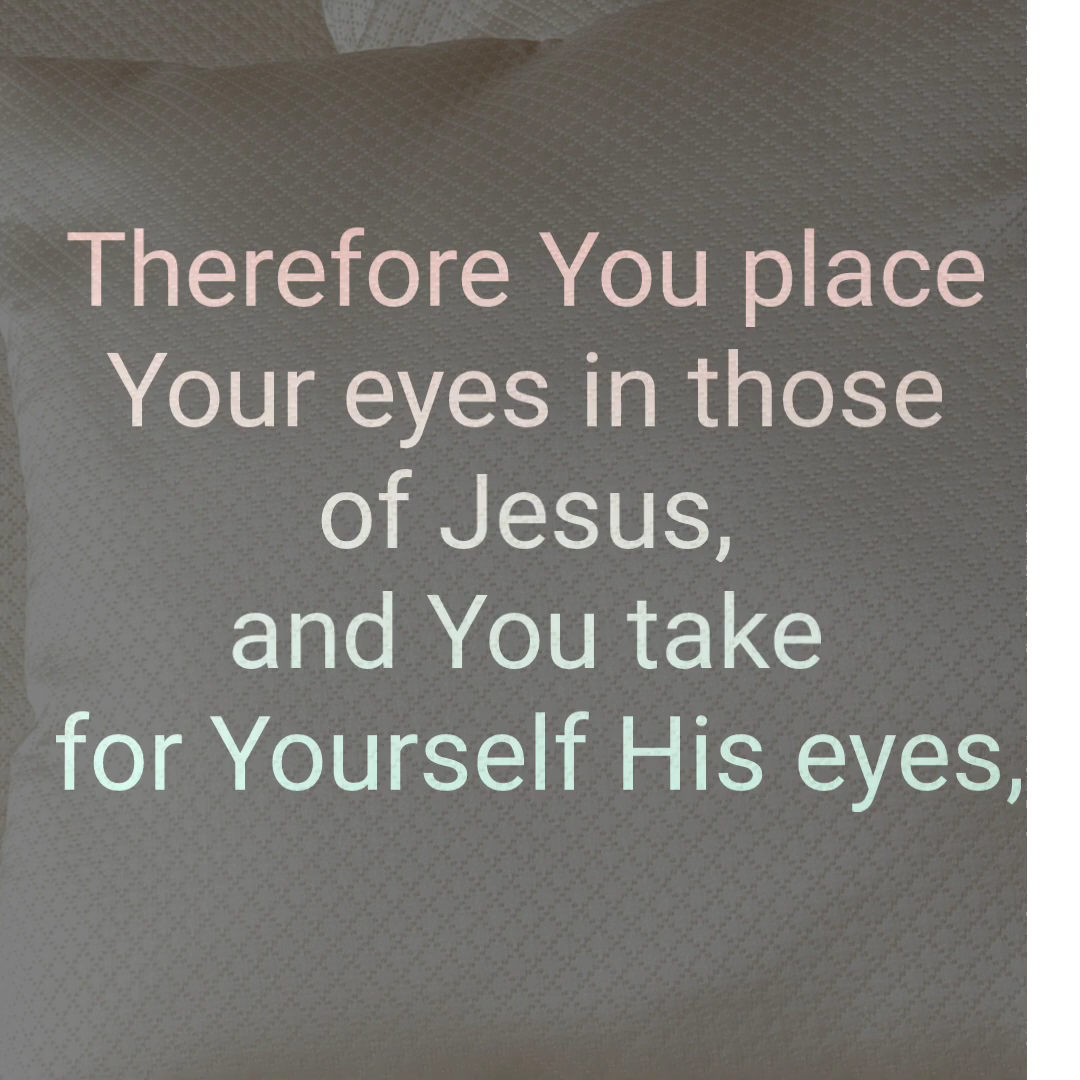 Therefore You place
Your eyes in those
of Jesus,
and You take
for Yourself His eyes,